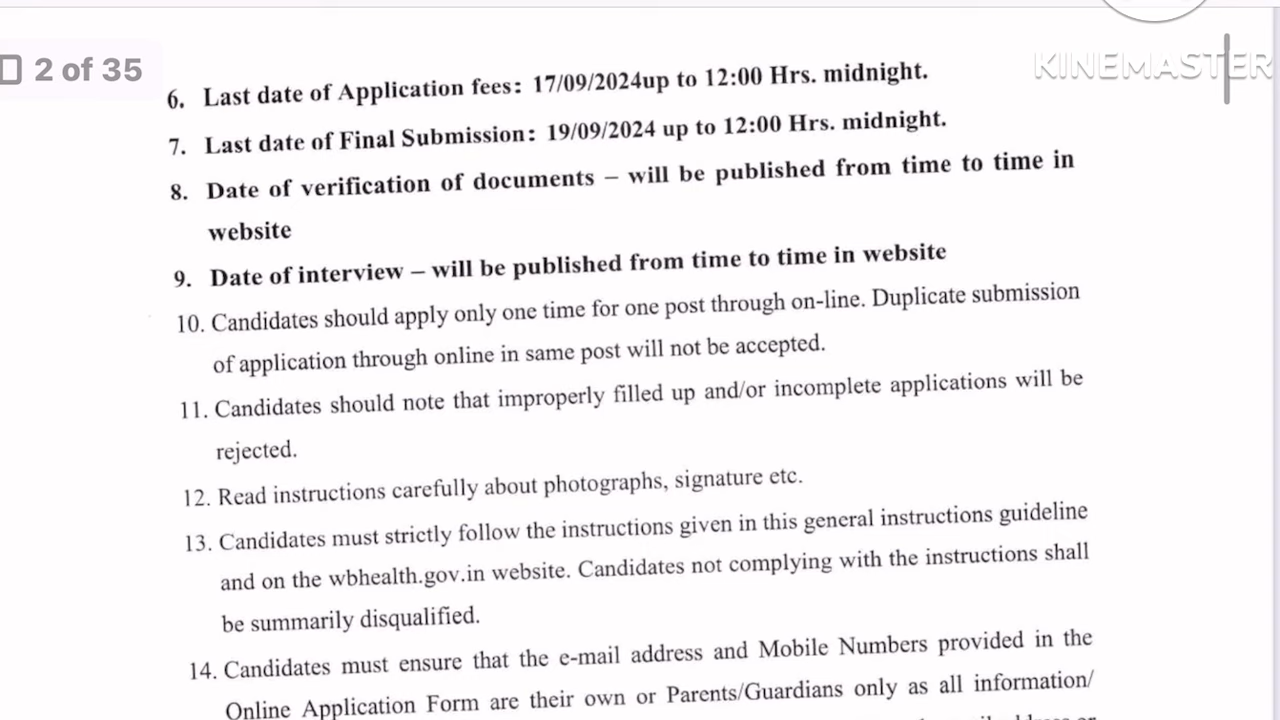 2 of 35
KINEMASTER
6. Last date of Application fees: 17/09/2024up to 12:00 Hrs. midnight.
7. Last date of Final Submission: 19/09/2024 up to 12:00 Hrs. midnight.
8. Date of verification of documents – will be published from time to time in
website
9. Date of interview – will be published from time to time in website
10. Candidates should apply only one time for one post through on-line. Duplicate submission
of application through online in same post will not be accepted.
11. Candidates should note that improperly filled up and/or incomplete applications will be
rejected.
12. Read instructions carefully about photographs, signature etc.
13. Candidates must strictly follow the instructions given in this general instructions guideline
and on the wbhealth.gov.in website. Candidates not complying with the instructions shall
be summarily disqualified.
14. Candidates must ensure that the e-mail address and Mobile Numbers provided in the
Online Application Form are their own or Parents/Guardians only as all information/